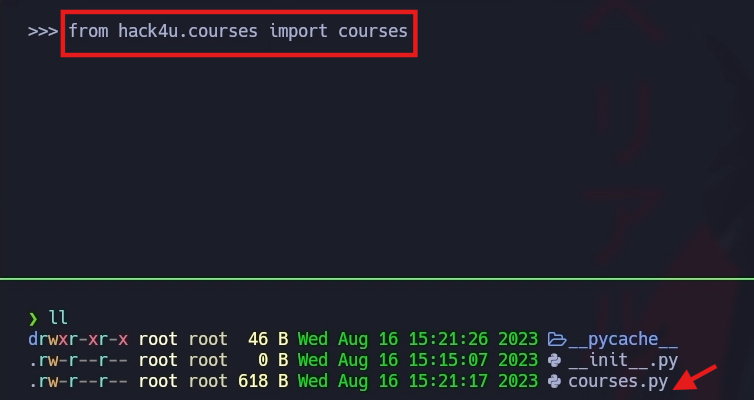 >>> from hack4u.courses import courses
❯ ll
drwxr-xr-x root root  46 B Wed Aug 16 15:21:26 2023 __pycache__
.rw-r--r-- root root   0 B Wed Aug 16 15:15:07 2023 __init__.py
.rw-r--r-- root root 618 B Wed Aug 16 15:21:17 2023 courses.py